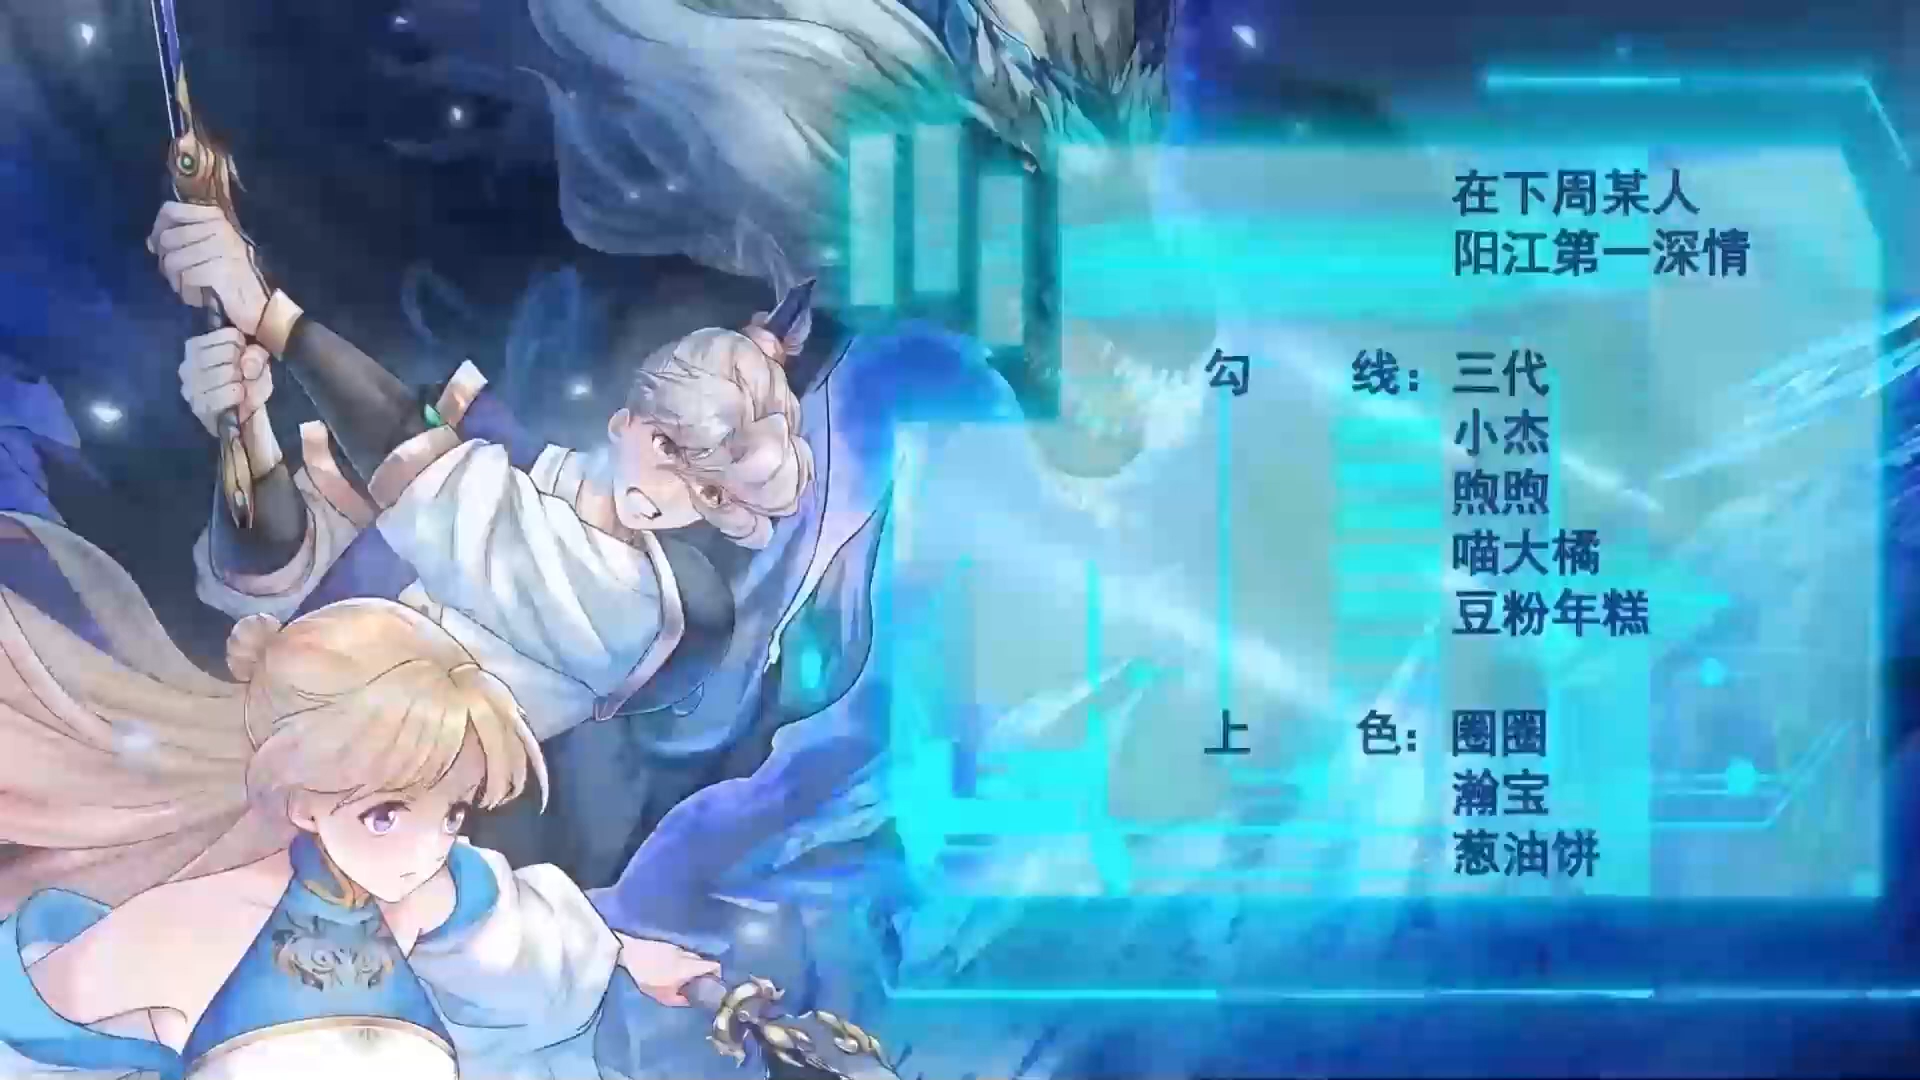 在下周某人
阳江第一深情
勾线：三代
小杰
煦煦
喵大橘
豆粉年糕
上色：圈圈
瀚宝
葱油饼